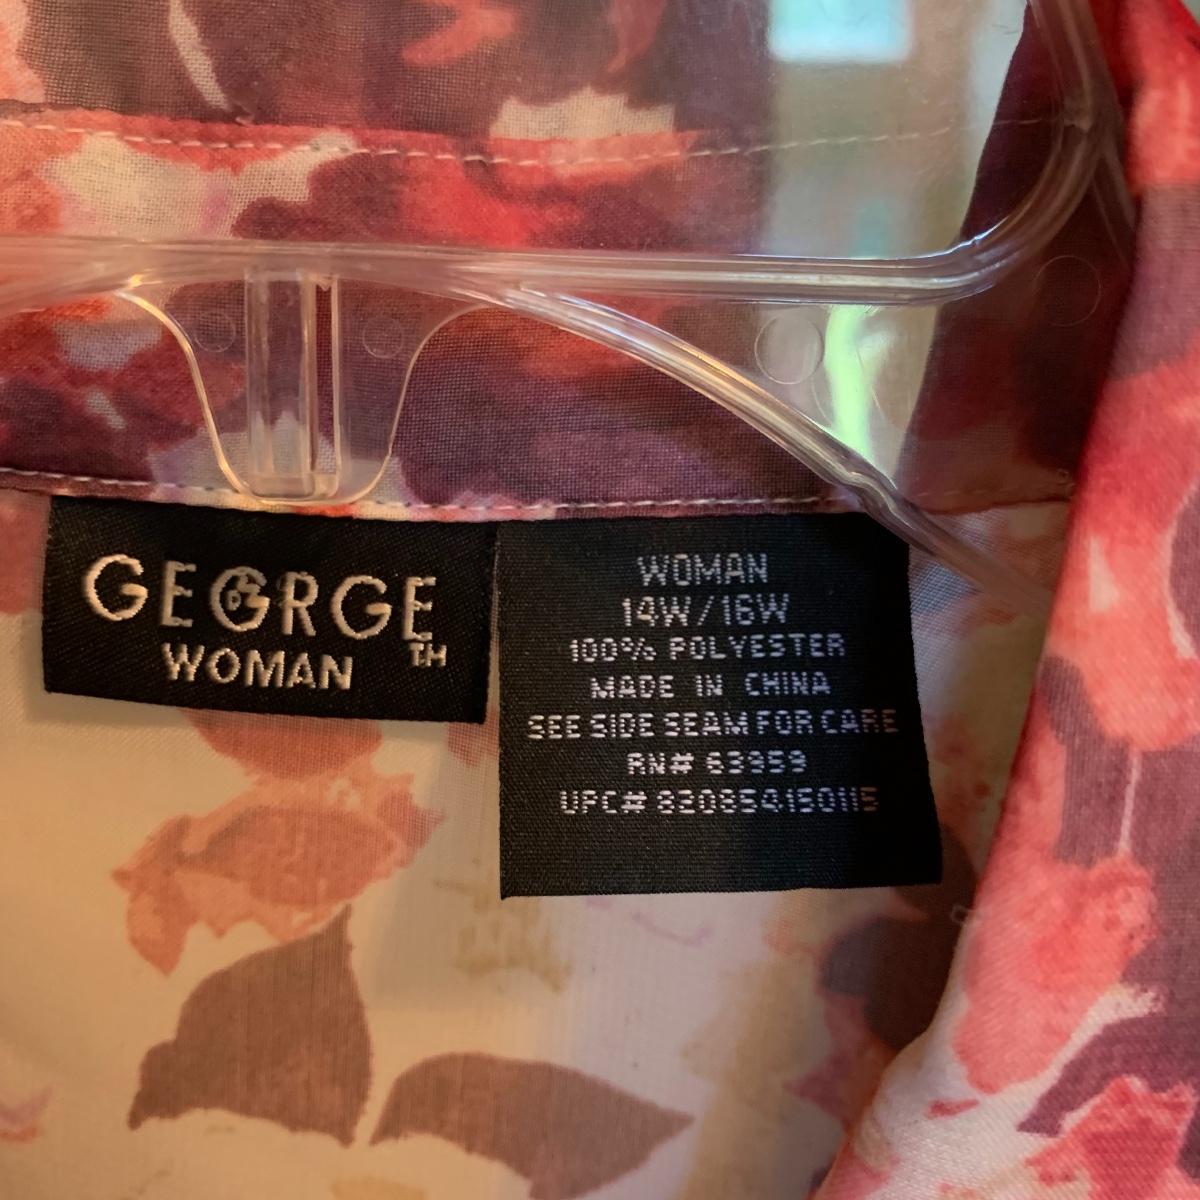 GEORGE
WOMAN TM
WOMAN
14W/16W
100% POLYESTER
MADE IN CHINA
SEE SIDE SEAM FOR CARE
RN# 63959
UPC# 820854150115